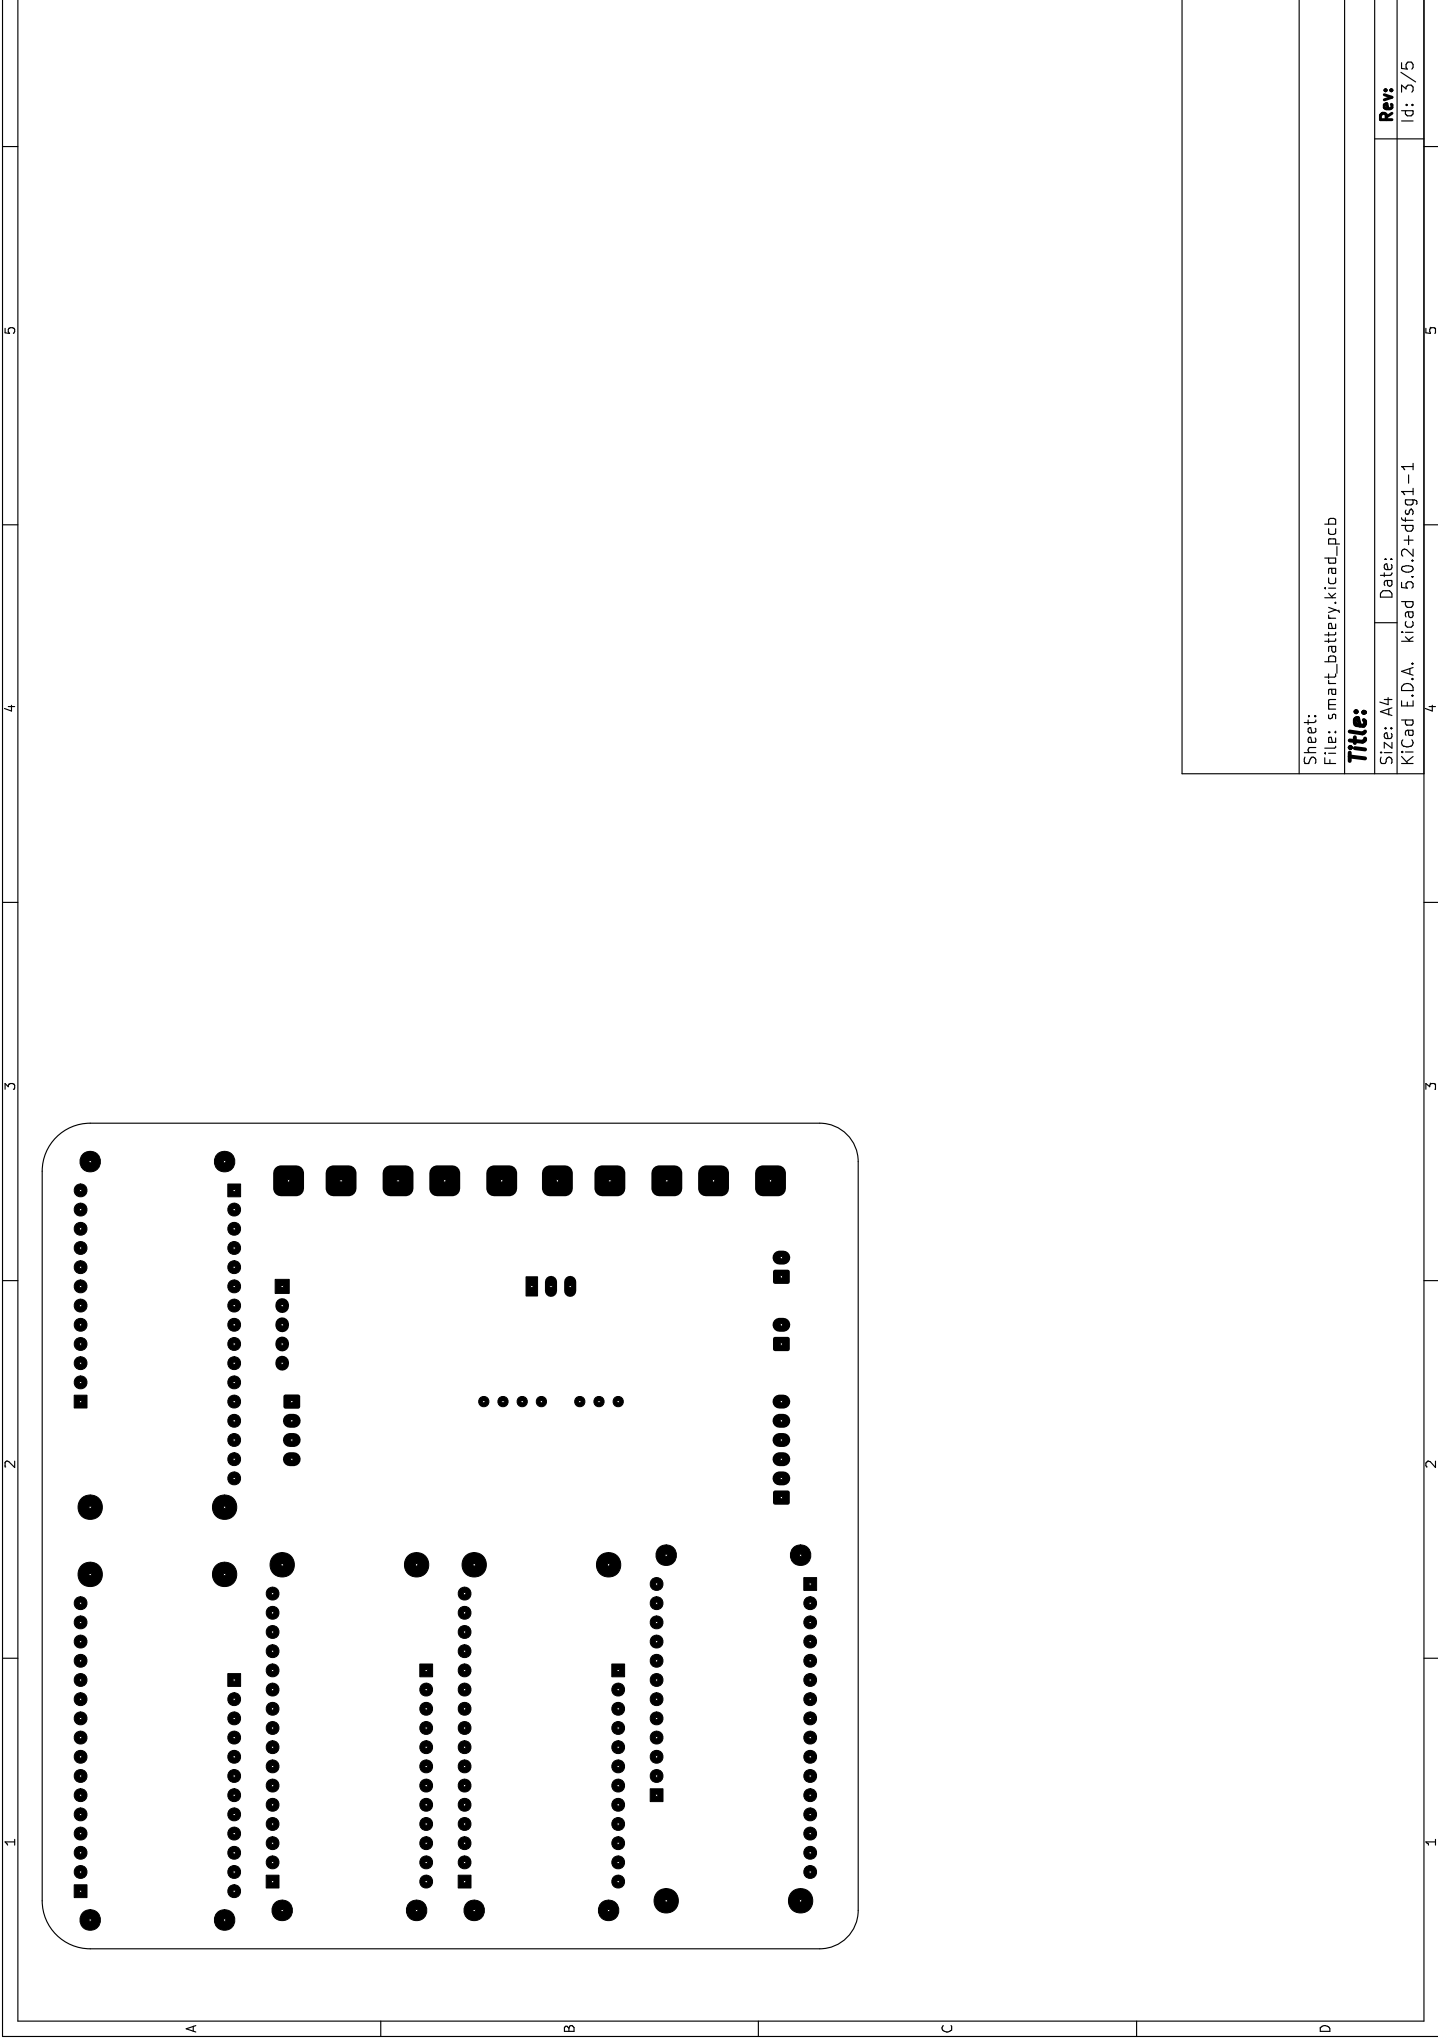 Sheet:
File: smart_battery.kicad_pcb
Title:
Size: A4
Date:
Rev:
KiCad E.D.A.  kicad 5.0.2+dfsg1-1
Id: 3/5
1
2
3
4
5
1
2
3
4
5
A
B
C
D